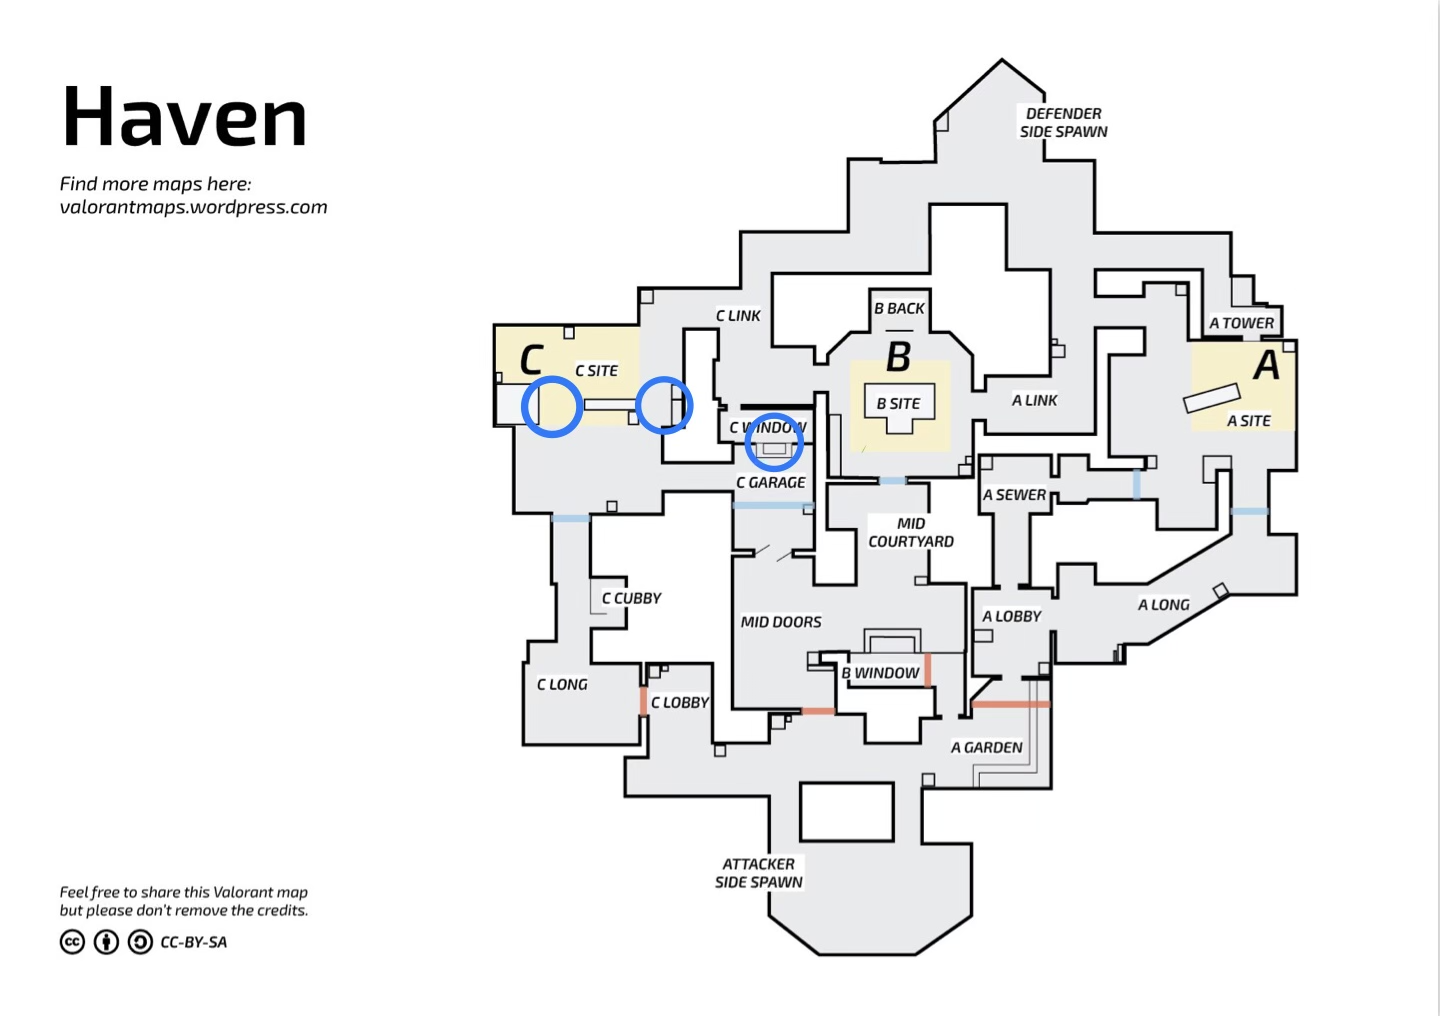 Haven
Find more maps here:
valorantmaps.wordpress.com
DEFENDER
SIDE SPAWN
C LINK
B BACK
A TOWER
C
C SITE
B
A
B SITE
A LINK
A SITE
C WINDOW
C GARAGE
A SEWER
MID
COURTYARD
C CUBBY
MID DOORS
A LOBBY
A LONG
B WINDOW
C LONG
C LOBBY
A GARDEN
ATTACKER
SIDE SPAWN
Feel free to share this Valorant map
but please don't remove the credits.
cc CC-BY-SA